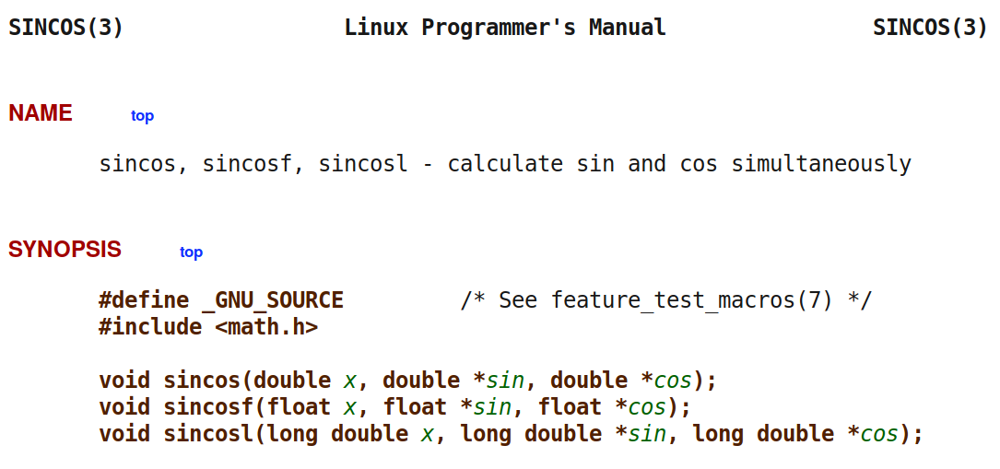 SINCOS(3) Linux Programmer's Manual SINCOS(3)
NAME top
sincos, sincosf, sincosl - calculate sin and cos simultaneously
SYNOPSIS top
#define _GNU_SOURCE /* See feature_test_macros(7) */
#include <math.h>
void sincos(double x, double *sin, double *cos);
void sincosf(float x, float *sin, float *cos);
void sincosl(long double x, long double *sin, long double *cos);